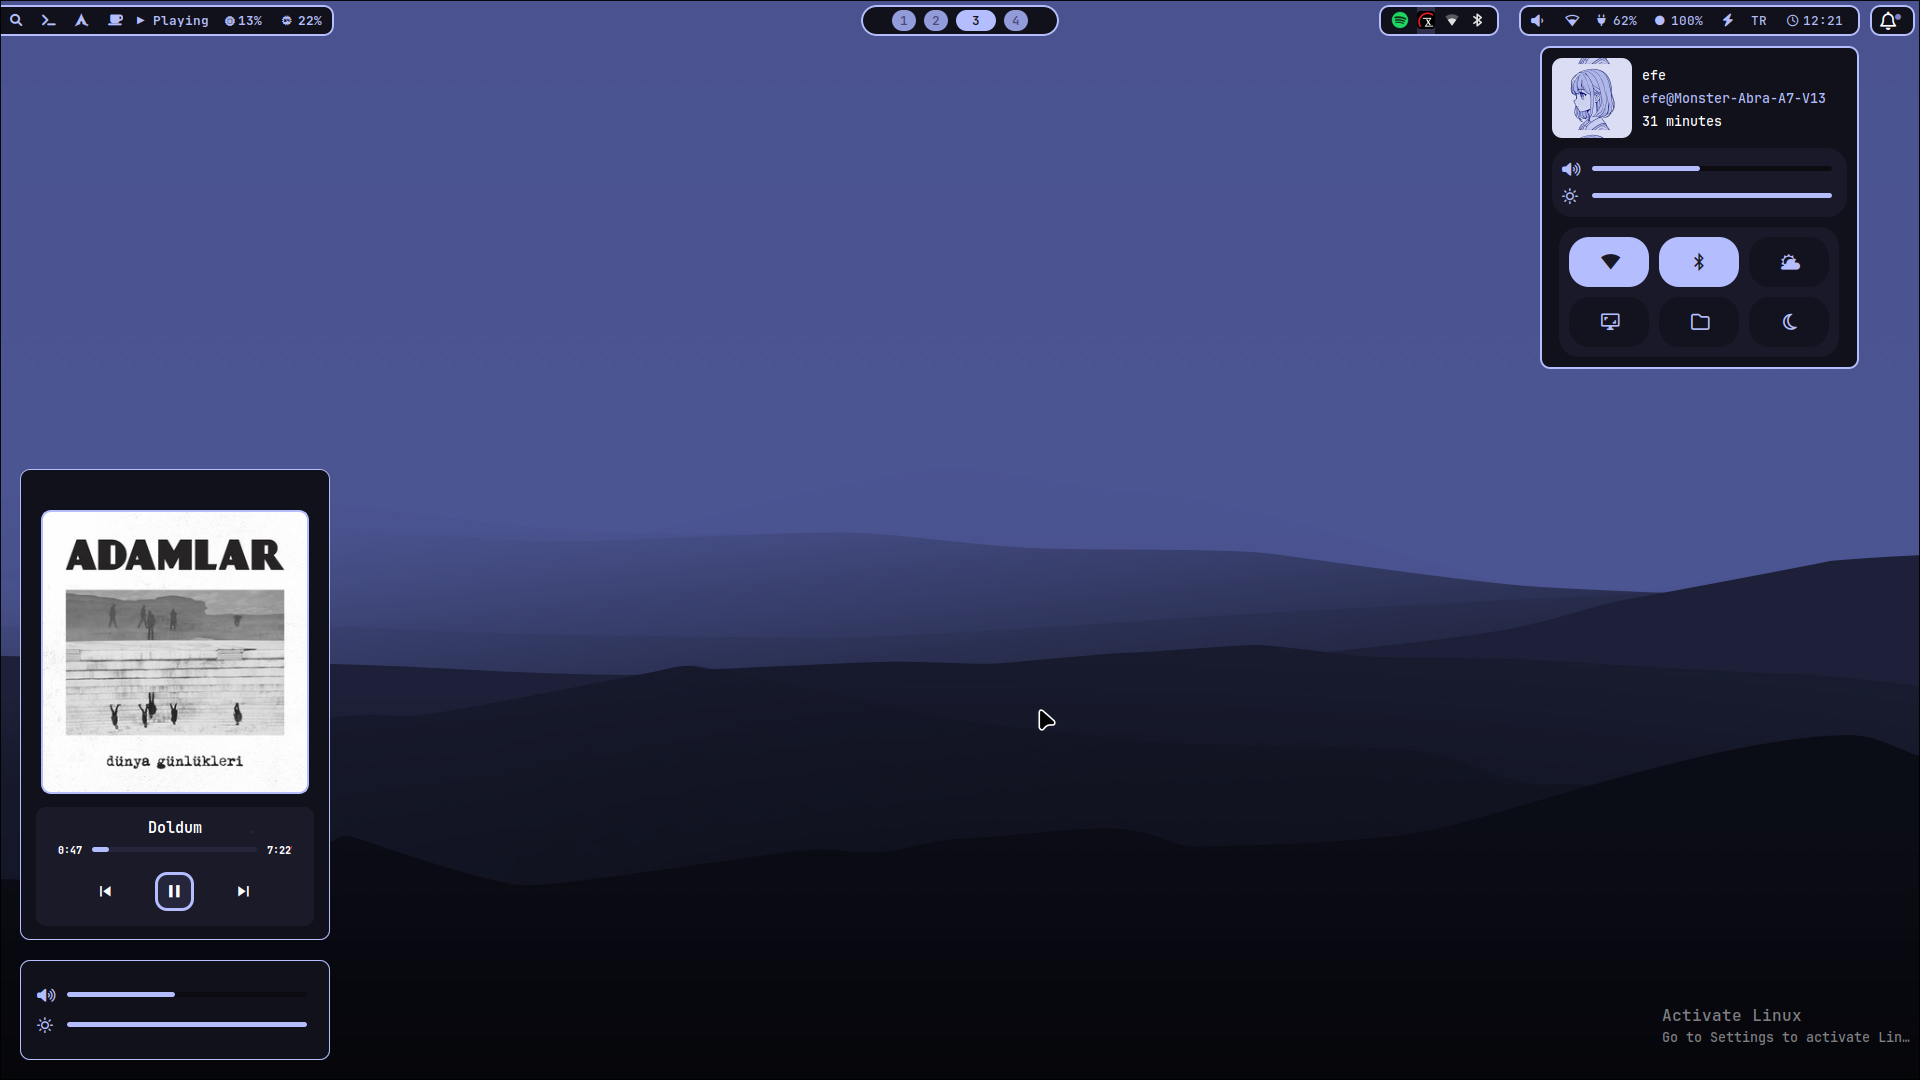 Playing 13% 22%
1 2 3 4
62% 100% TR 12:21
efe
efe@Monster-Abra-A7-V13
31 minutes
ADAMLAR
dünya günlükleri
Doldum
0:47 7:22
Activate Linux
Go to Settings to activate Lin…